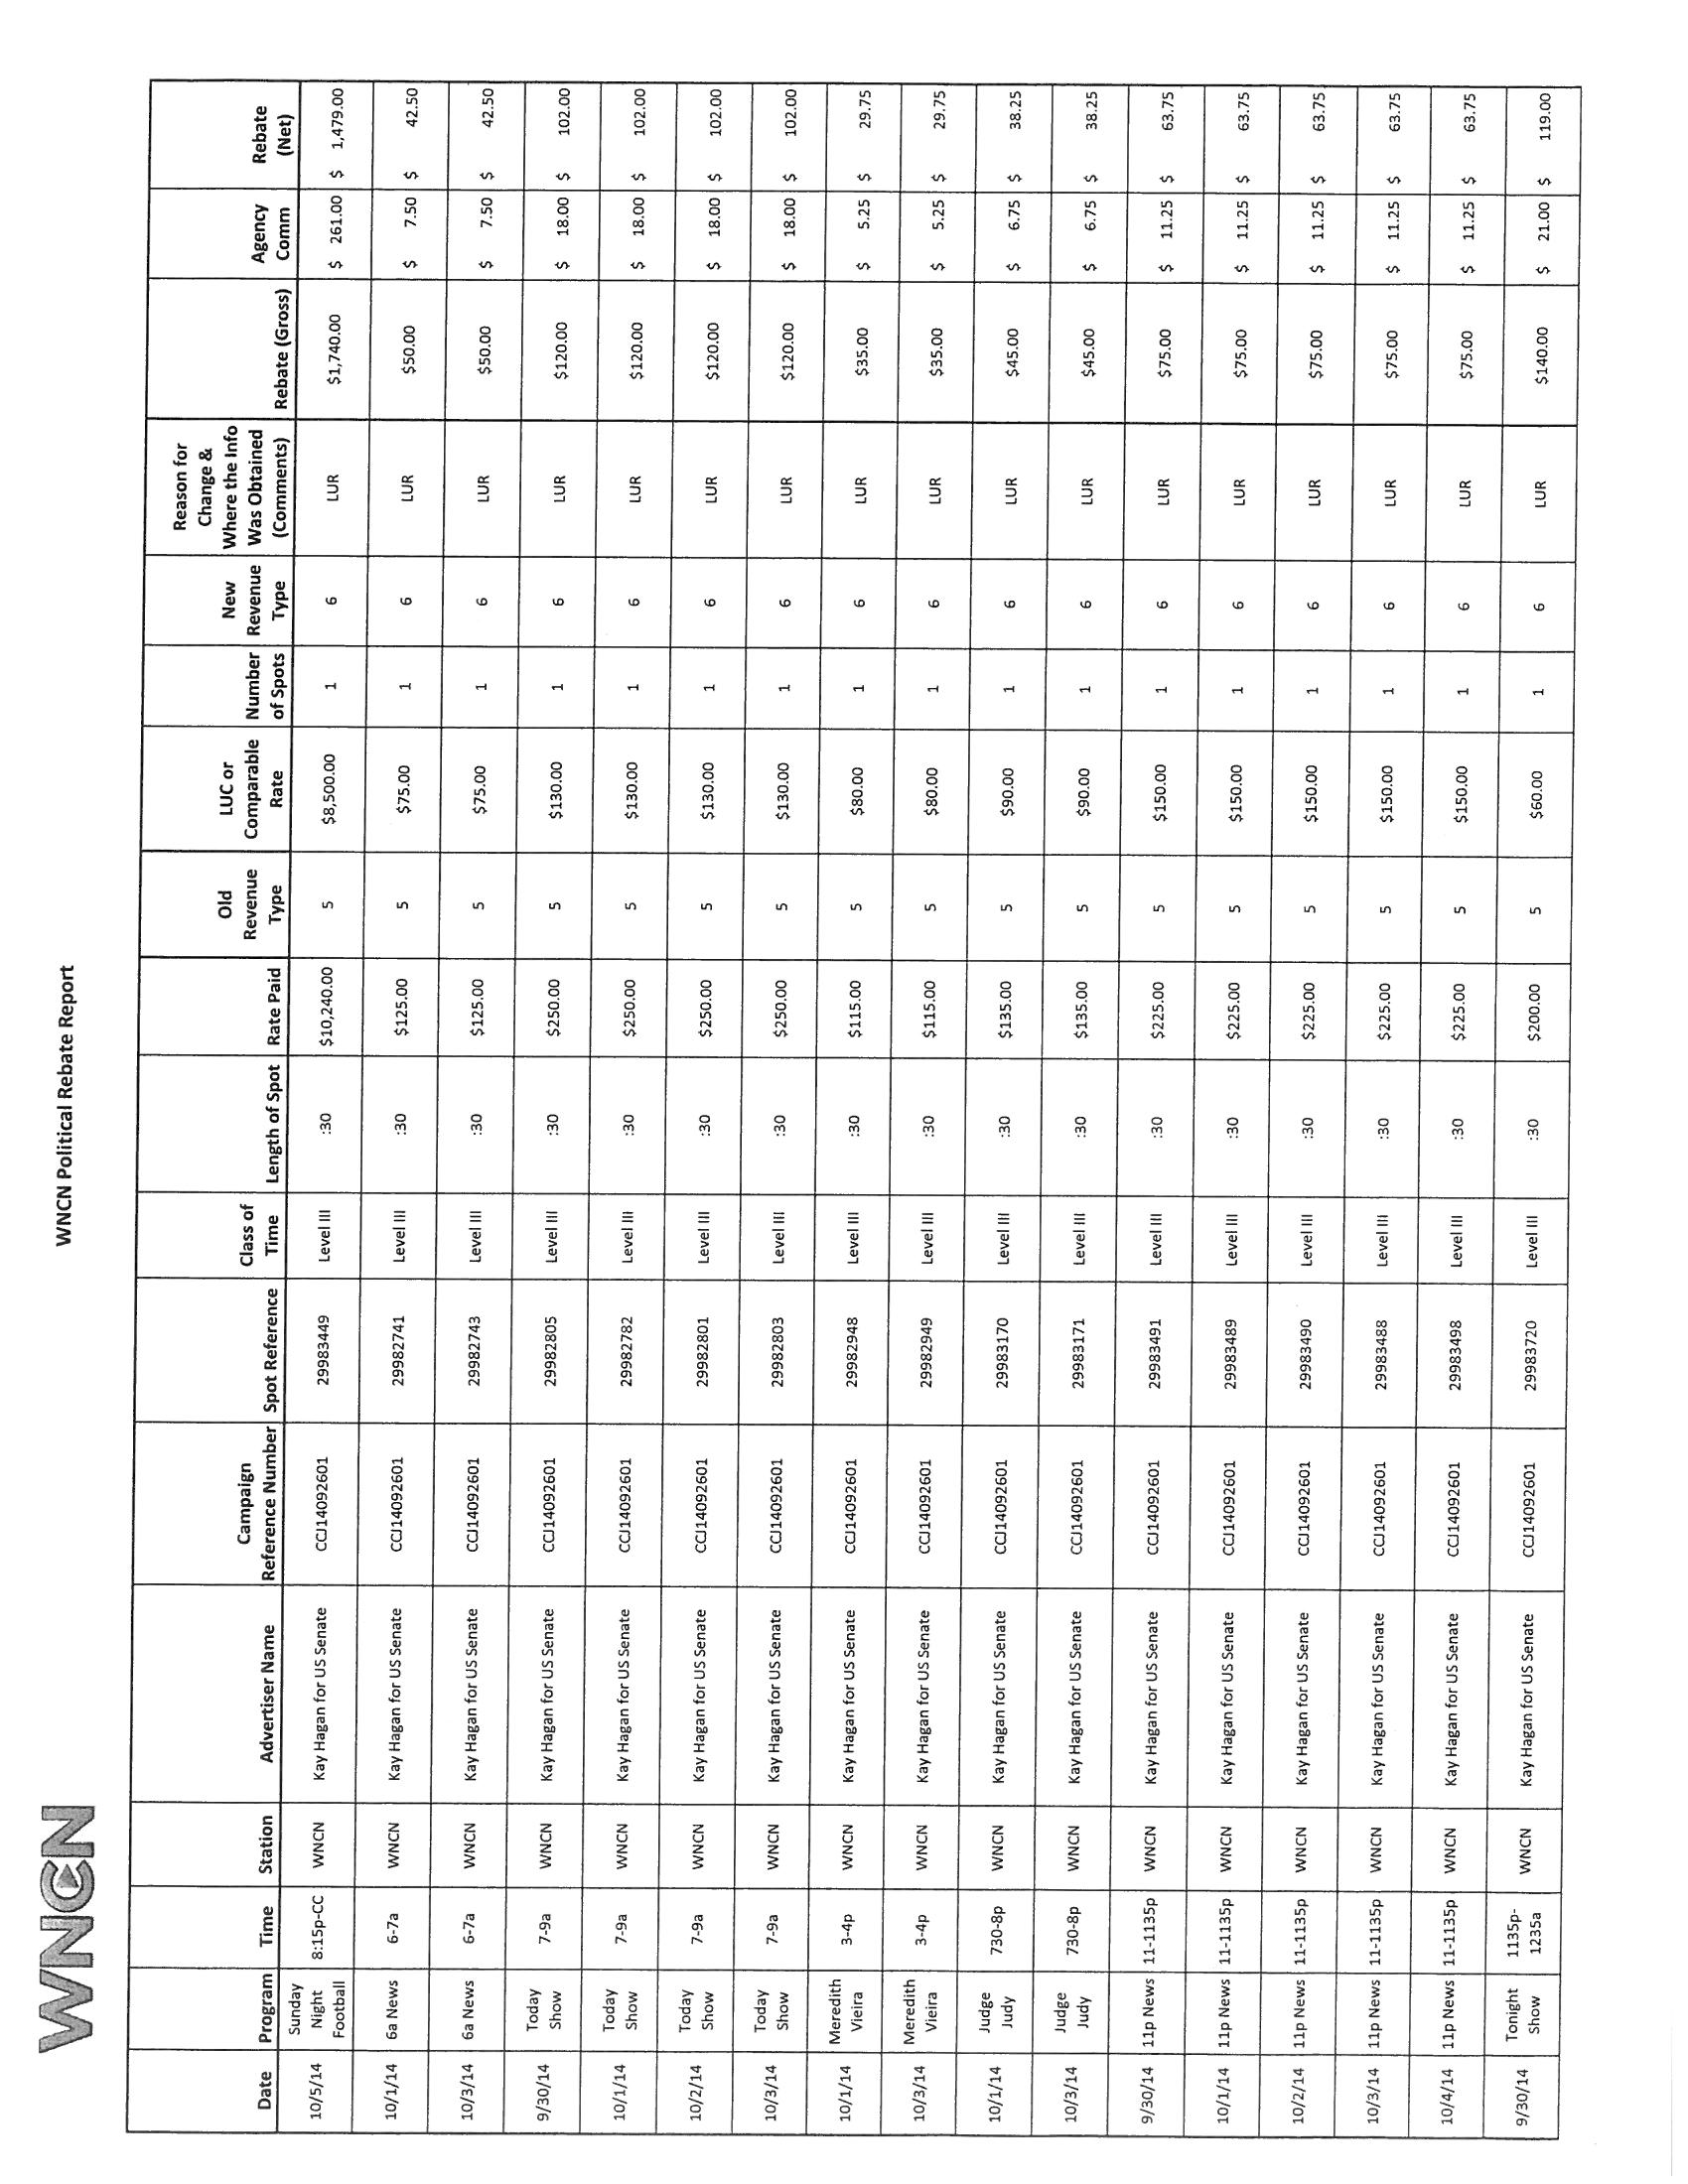 WNCN
WNCN Political Rebate Report
Date Program Time Station Advertiser Name Campaign Reference Number Spot Reference Class of Time Length of Spot Rate Paid Old Revenue Type LUC or Comparable Rate Number of Spots New Revenue Type Reason for Change & Where the Info Was Obtained (Comments) Rebate (Gross) Agency Comm Rebate (Net)
10/5/14 Sunday Night Football 8:15p-CC WNCN Kay Hagan for US Senate CCJ14092601 29983449 Level III :30 $10,240.00 5 $8,500.00 1 6 LUR $1,740.00 $ 261.00 $ 1,479.00
10/1/14 6a News 6-7a WNCN Kay Hagan for US Senate CCJ14092601 29982741 Level III :30 $125.00 5 $75.00 1 6 LUR $50.00 $ 7.50 $ 42.50
10/3/14 6a News 6-7a WNCN Kay Hagan for US Senate CCJ14092601 29982743 Level III :30 $125.00 5 $75.00 1 6 LUR $50.00 $ 7.50 $ 42.50
9/30/14 Today Show 7-9a WNCN Kay Hagan for US Senate CCJ14092601 29982805 Level III :30 $250.00 5 $130.00 1 6 LUR $120.00 $ 18.00 $ 102.00
10/1/14 Today Show 7-9a WNCN Kay Hagan for US Senate CCJ14092601 29982782 Level III :30 $250.00 5 $130.00 1 6 LUR $120.00 $ 18.00 $ 102.00
10/2/14 Today Show 7-9a WNCN Kay Hagan for US Senate CCJ14092601 29982801 Level III :30 $250.00 5 $130.00 1 6 LUR $120.00 $ 18.00 $ 102.00
10/3/14 Today Show 7-9a WNCN Kay Hagan for US Senate CCJ14092601 29982803 Level III :30 $250.00 5 $130.00 1 6 LUR $120.00 $ 18.00 $ 102.00
10/1/14 Meredith Vieira 3-4p WNCN Kay Hagan for US Senate CCJ14092601 29982948 Level III :30 $115.00 5 $80.00 1 6 LUR $35.00 $ 5.25 $ 29.75
10/3/14 Meredith Vieira 3-4p WNCN Kay Hagan for US Senate CCJ14092601 29982949 Level III :30 $115.00 5 $80.00 1 6 LUR $35.00 $ 5.25 $ 29.75
10/1/14 Judge Judy 730-8p WNCN Kay Hagan for US Senate CCJ14092601 29983170 Level III :30 $135.00 5 $90.00 1 6 LUR $45.00 $ 6.75 $ 38.25
10/3/14 Judge Judy 730-8p WNCN Kay Hagan for US Senate CCJ14092601 29983171 Level III :30 $135.00 5 $90.00 1 6 LUR $45.00 $ 6.75 $ 38.25
9/30/14 11p News 11-1135p WNCN Kay Hagan for US Senate CCJ14092601 29983491 Level III :30 $225.00 5 $150.00 1 6 LUR $75.00 $ 11.25 $ 63.75
10/1/14 11p News 11-1135p WNCN Kay Hagan for US Senate CCJ14092601 29983489 Level III :30 $225.00 5 $150.00 1 6 LUR $75.00 $ 11.25 $ 63.75
10/2/14 11p News 11-1135p WNCN Kay Hagan for US Senate CCJ14092601 29983490 Level III :30 $225.00 5 $150.00 1 6 LUR $75.00 $ 11.25 $ 63.75
10/3/14 11p News 11-1135p WNCN Kay Hagan for US Senate CCJ14092601 29983488 Level III :30 $225.00 5 $150.00 1 6 LUR $75.00 $ 11.25 $ 63.75
10/4/14 11p News 11-1135p WNCN Kay Hagan for US Senate CCJ14092601 29983498 Level III :30 $225.00 5 $150.00 1 6 LUR $75.00 $ 11.25 $ 63.75
9/30/14 Tonight Show 1135p-1235a WNCN Kay Hagan for US Senate CCJ14092601 29983720 Level III :30 $200.00 5 $60.00 1 6 LUR $140.00 $ 21.00 $ 119.00